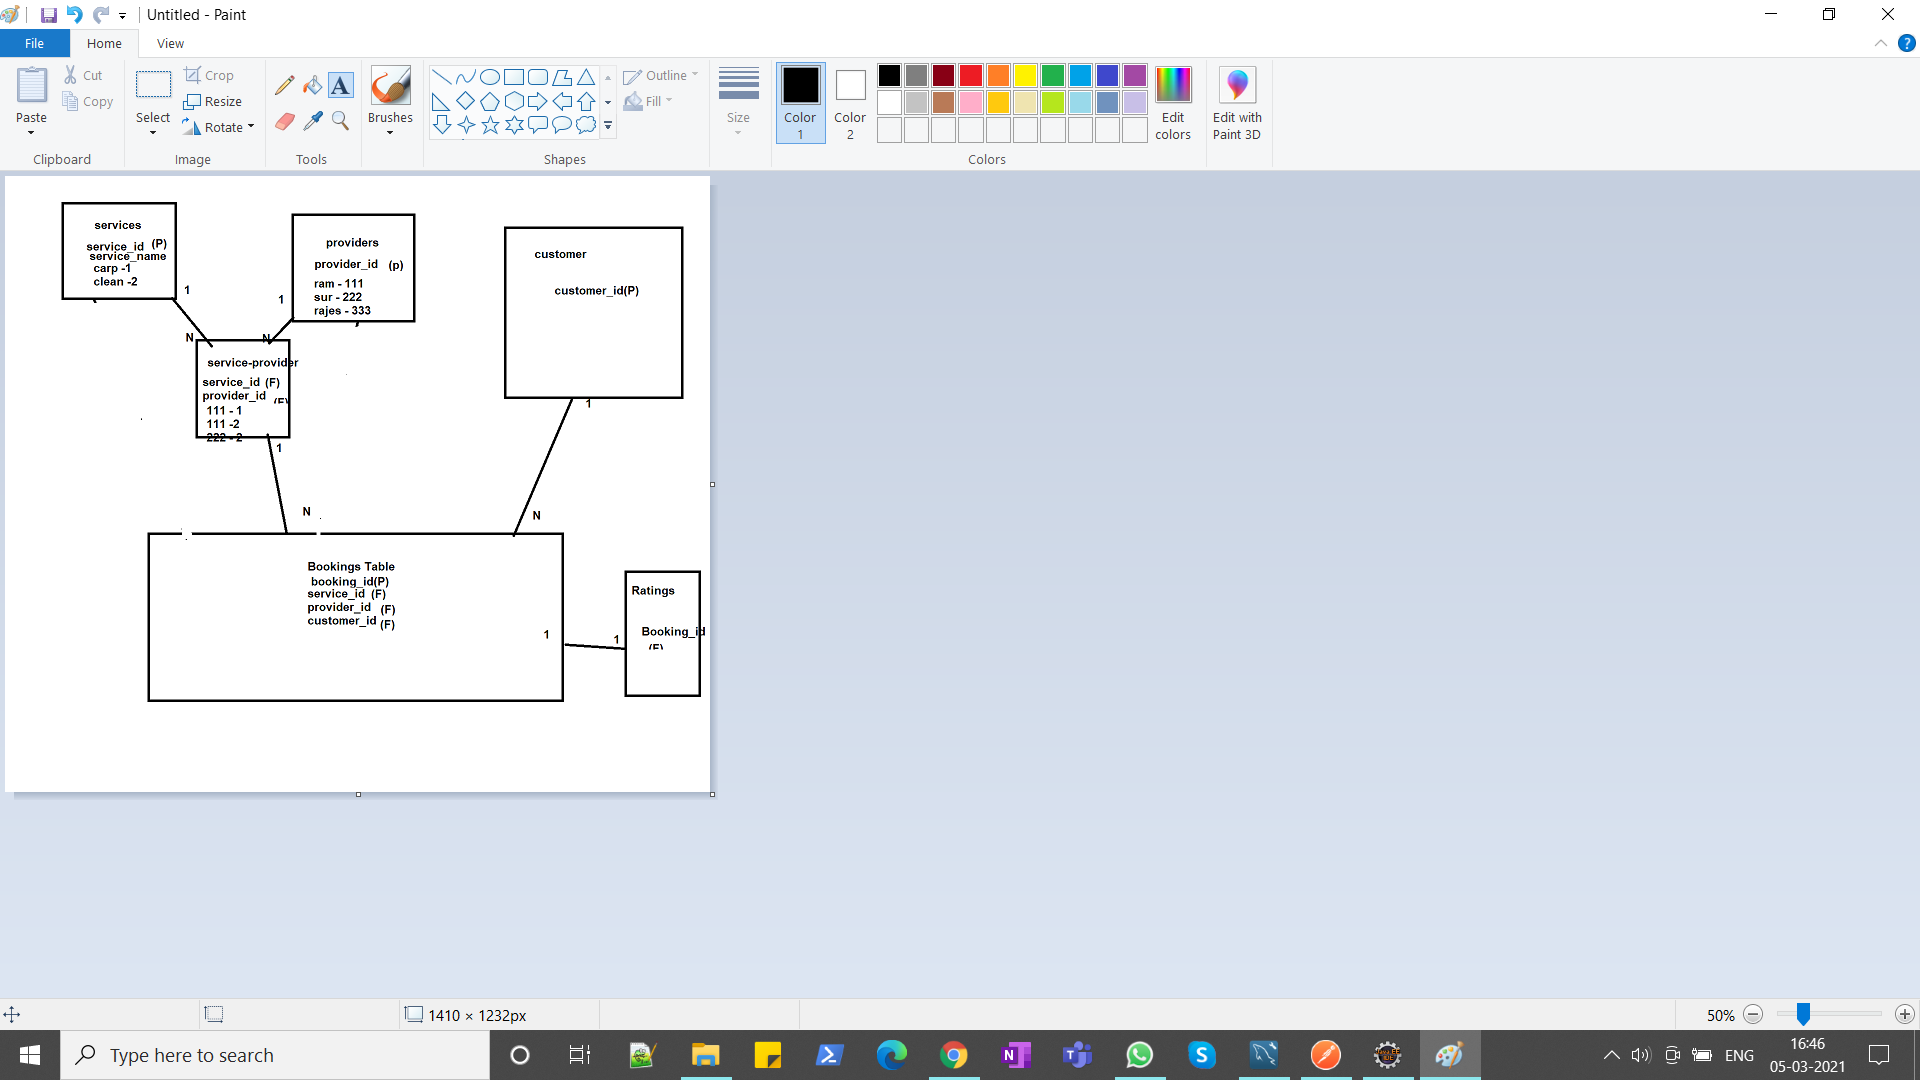 Untitled - Paint
File
Home
View
Paste
Cut
Copy
Clipboard
Select
Crop
Resize
Rotate
Image
A
Tools
Brushes
Outline
Fill
Shapes
Size
Color
1
Color
2
Edit
colors
Colors
Edit with
Paint 3D
?
services
service_id (P)
service_name
carp -1
clean -2
1
N
providers
provider_id (p)
ram - 111
sur - 222
rajes - 333
1
N
customer
customer_id(P)
1
service-provider
service_id (F)
provider_id (F)
111 - 1
111 -2
222 - 2
1
N
N
Bookings Table
booking_id(P)
service_id (F)
provider_id (F)
customer_id (F)
1
1
Ratings
Booking_id
(F)
1410 × 1232px
50%
Type here to search
ENG
16:46
05-03-2021